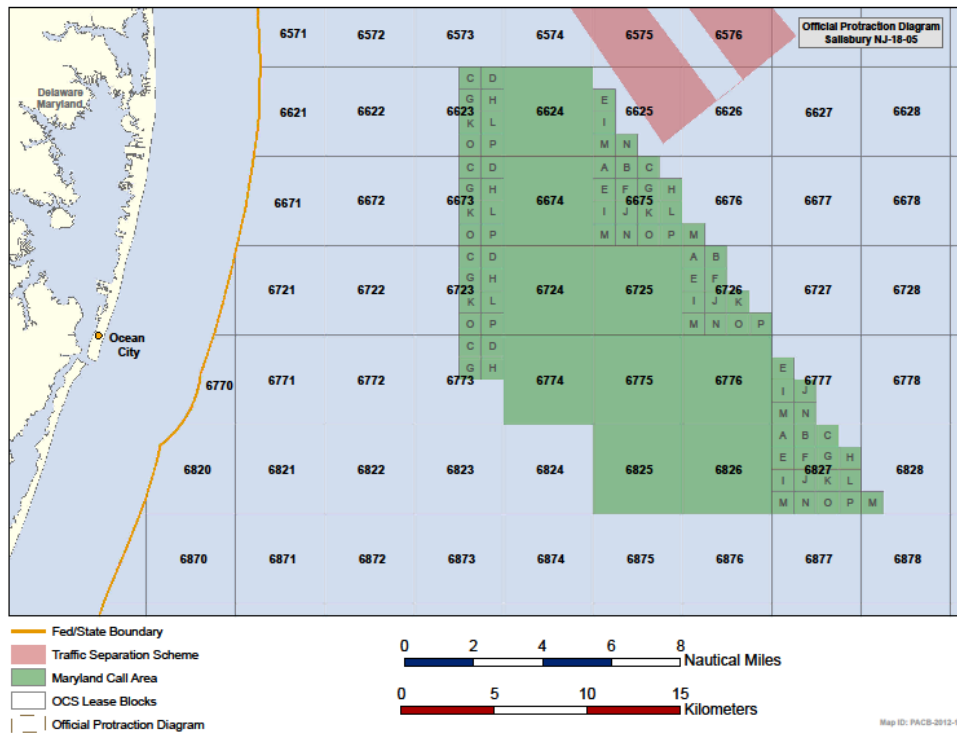 6571 6572 6573 6574 6575 6576
Official Protraction Diagram
Salisbury NJ-18-05
Delaware
Maryland
C D
G H
6621 6622 6623 6624 E 6625 6626 6627 6628
K L I
O P M N
C D A B C
G H E F G H
6671 6672 6673 6674 6675 6676 6677 6678
K L I J K L
O P M N O P M
C D A B
G H E F
6721 6722 6723 6724 6725 6726 6727 6728
K L I J K
O P M N O P
Ocean
City
C D
G H E
6770 6771 6772 6773 6774 6775 6776 6777 6778
I J
M N
A B C
E F G H
6820 6821 6822 6823 6824 6825 6826 6827 6828
I J K L
M N O P M
6870 6871 6872 6873 6874 6875 6876 6877 6878
Fed/State Boundary
Traffic Separation Scheme
Maryland Call Area
OCS Lease Blocks
Official Protraction Diagram
0 2 4 6 8
Nautical Miles
0 5 10 15
Kilometers
Map ID: PACB-2012-1